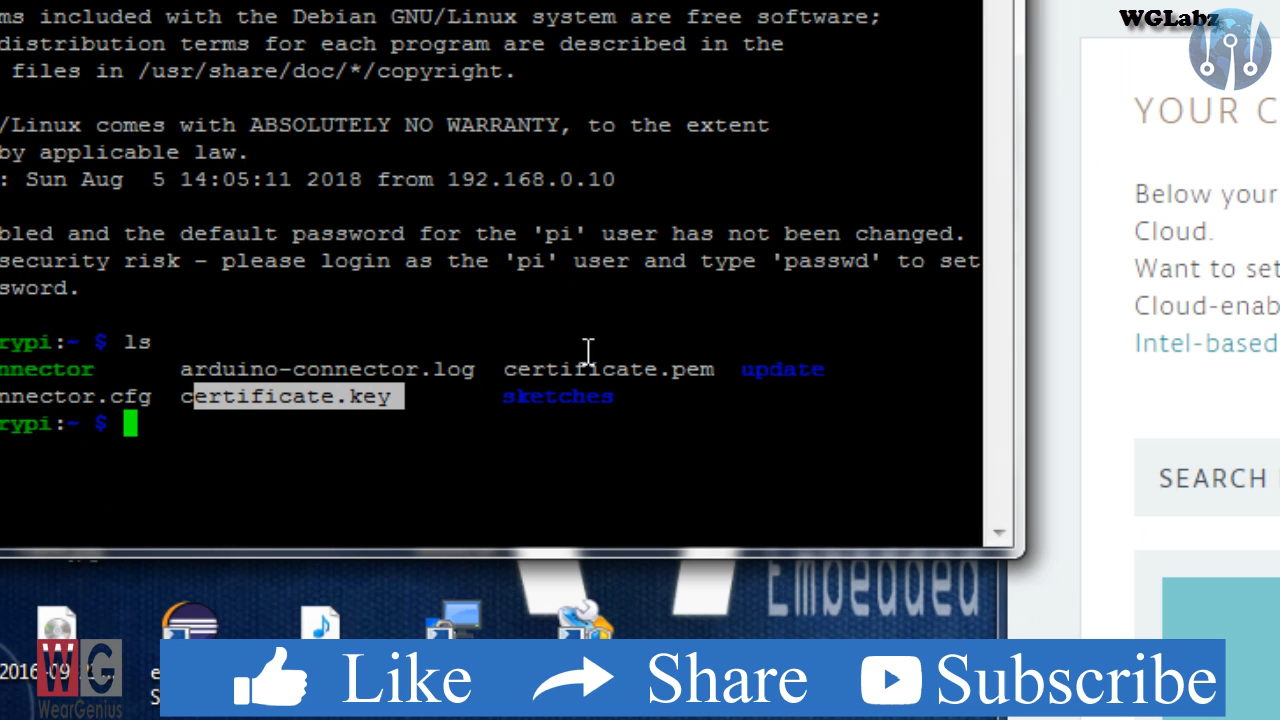 ms included with the Debian GNU/Linux system are free software;
distribution terms for each program are described in the
files in /usr/share/doc/*/copyright.
/Linux comes with ABSOLUTELY NO WARRANTY, to the extent
by applicable law.
: Sun Aug  5 14:05:11 2018 from 192.168.0.10
bled and the default password for the 'pi' user has not been changed.
security risk - please login as the 'pi' user and type 'passwd' to set
sword.
rypi:~ $ ls
nnector arduino-connector.log certificate.pem update
nnector.cfg certificate.key sketches
rypi:~ $
WGLabz
YOUR C
Below your
Cloud.
Want to set
Cloud-enab
Intel-based
SEARCH
Embedded
2016-09
WG
WearGenius
Like Share Subscribe